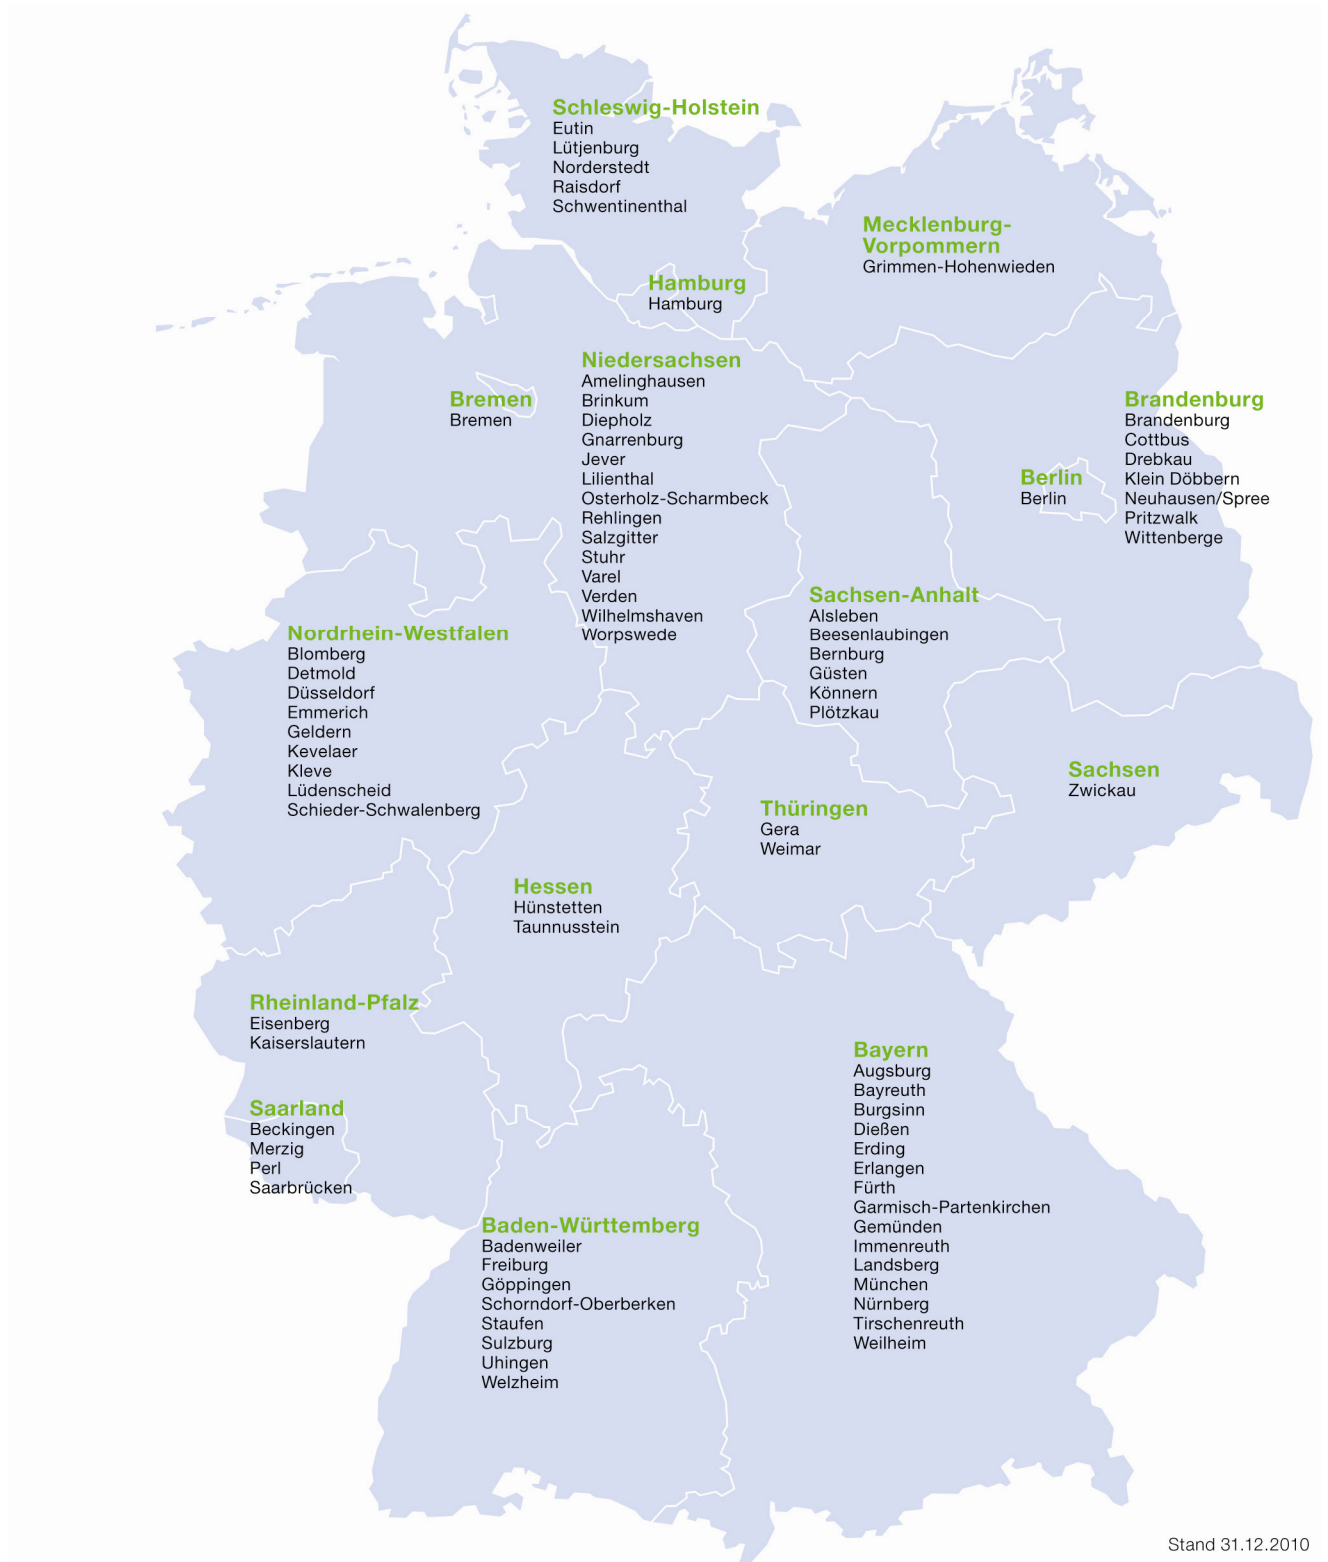 Schleswig-Holstein
Eutin
Lütjenburg
Norderstedt
Raisdorf
Schwentinenthal
Mecklenburg-
Vorpommern
Grimmen-Hohenwieden
Hamburg
Hamburg
Niedersachsen
Amelinghausen
Brinkum
Diepholz
Gnarrenburg
Jever
Lilienthal
Osterholz-Scharmbeck
Rehlingen
Salzgitter
Stuhr
Varel
Verden
Wilhelmshaven
Worpswede
Bremen
Bremen
Brandenburg
Brandenburg
Cottbus
Drebkau
Klein Döbbern
Neuhausen/Spree
Pritzwalk
Wittenberge
Berlin
Berlin
Sachsen-Anhalt
Alsleben
Beesenlaubingen
Bernburg
Güsten
Könnern
Plötzkau
Nordrhein-Westfalen
Blomberg
Detmold
Düsseldorf
Emmerich
Geldern
Kevelaer
Kleve
Lüdenscheid
Schieder-Schwalenberg
Sachsen
Zwickau
Thüringen
Gera
Weimar
Hessen
Hünstetten
Taunnusstein
Rheinland-Pfalz
Eisenberg
Kaiserslautern
Saarland
Beckingen
Merzig
Perl
Saarbrücken
Bayern
Augsburg
Bayreuth
Burgsinn
Dießen
Erding
Erlangen
Fürth
Garmisch-Partenkirchen
Gemünden
Immenreuth
Landsberg
München
Nürnberg
Tirschenreuth
Weilheim
Baden-Württemberg
Badenweiler
Freiburg
Göppingen
Schorndorf-Oberberken
Staufen
Sulzburg
Uhingen
Welzheim
Stand 31.12.2010